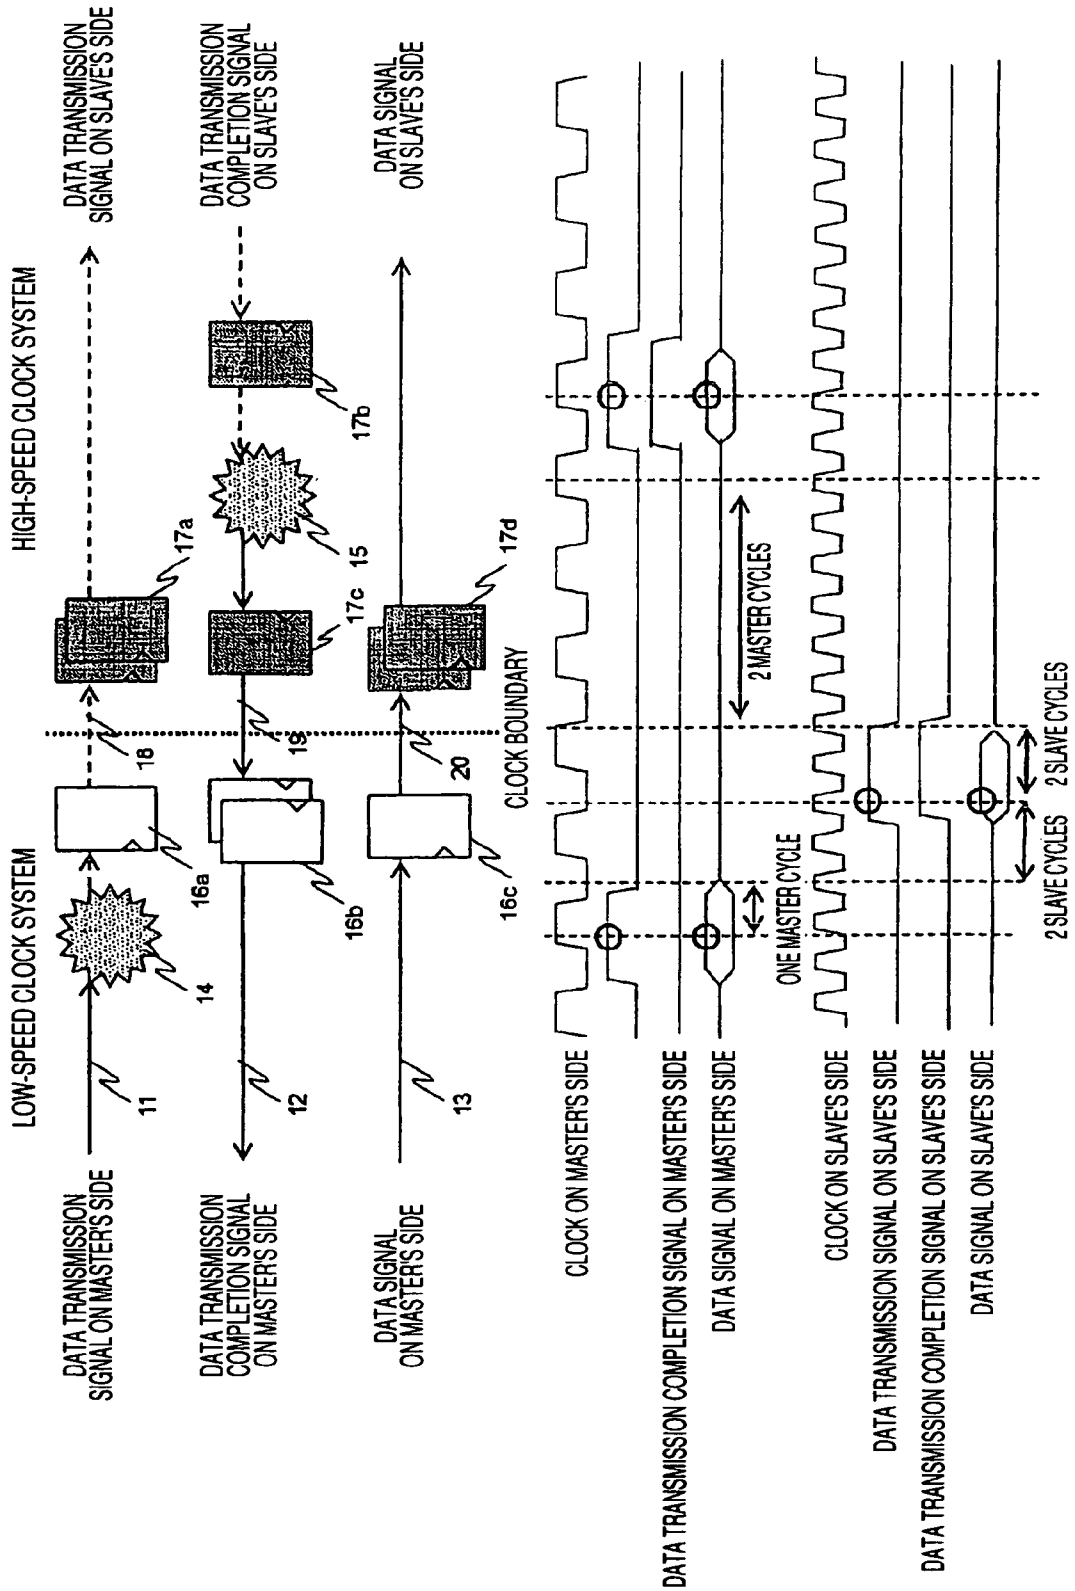 LOW-SPEED CLOCK SYSTEM
HIGH-SPEED CLOCK SYSTEM
DATA TRANSMISSION
SIGNAL ON MASTER'S SIDE
11
14
16a
18
17a
DATA TRANSMISSION
SIGNAL ON SLAVE'S SIDE
DATA TRANSMISSION
COMPLETION SIGNAL
ON MASTER'S SIDE
12
16b
19
17c
15
17b
DATA TRANSMISSION
COMPLETION SIGNAL
ON SLAVE'S SIDE
DATA SIGNAL
ON MASTER'S SIDE
13
16c
20
17d
DATA SIGNAL
ON SLAVE'S SIDE
CLOCK BOUNDARY
CLOCK ON MASTER'S SIDE
DATA TRANSMISSION COMPLETION SIGNAL ON MASTER'S SIDE
DATA SIGNAL ON MASTER'S SIDE
ONE MASTER CYCLE
2 MASTER CYCLES
CLOCK ON SLAVE'S SIDE
DATA TRANSMISSION SIGNAL ON SLAVE'S SIDE
DATA TRANSMISSION COMPLETION SIGNAL ON SLAVE'S SIDE
DATA SIGNAL ON SLAVE'S SIDE
2 SLAVE CYCLES
2 SLAVE CYCLES